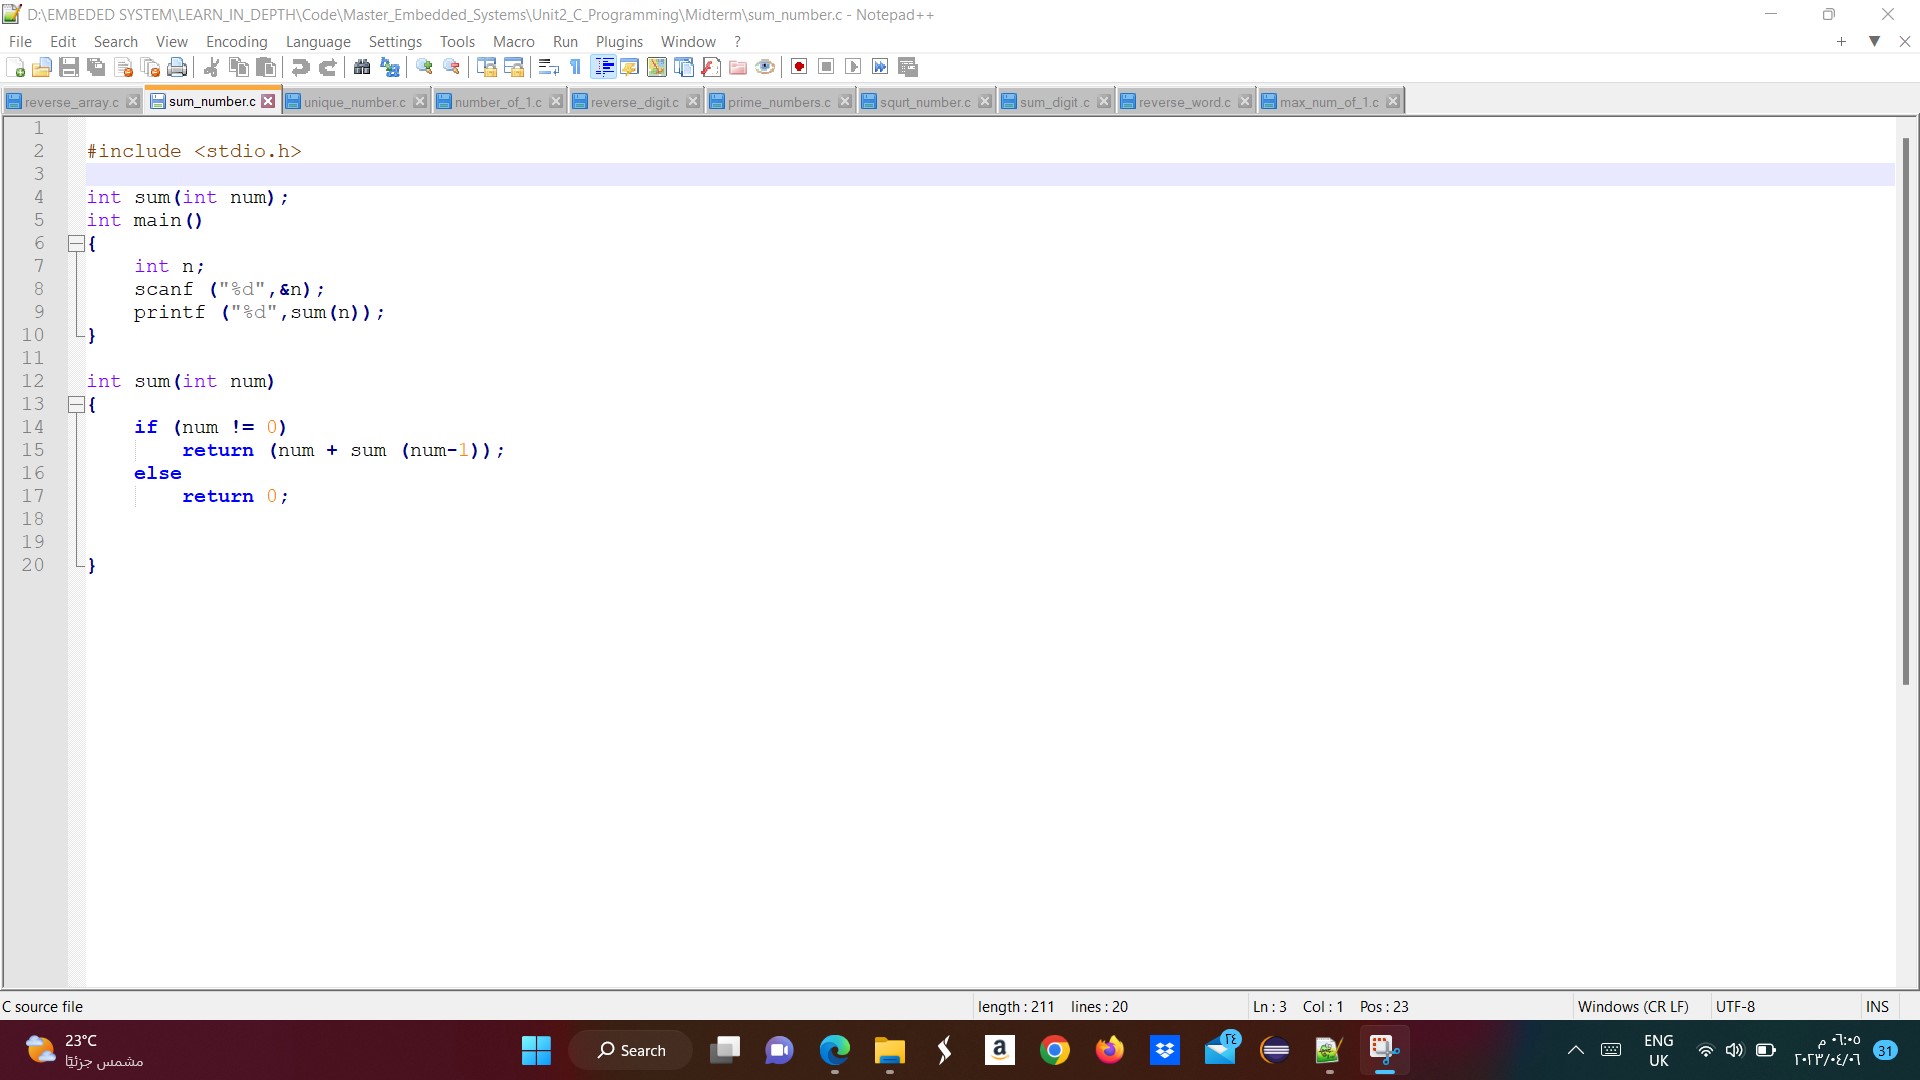 D:\EMBEDED SYSTEM\LEARN_IN_DEPTH\Code\Master_Embedded_Systems\Unit2_C_Programming\Midterm\sum_number.c - Notepad++
File Edit Search View Encoding Language Settings Tools Macro Run Plugins Window ?
reverse_array.c sum_number.c unique_number.c number_of_1.c reverse_digit.c prime_numbers.c squrt_number.c sum_digit.c reverse_word.c max_num_of_1.c
1
2 #include <stdio.h>
3
4 int sum(int num);
5 int main()
6 {
7 int n;
8 scanf ("%d",&n);
9 printf ("%d",sum(n));
10 }
11
12 int sum(int num)
13 {
14 if (num != 0)
15 return (num + sum (num-1));
16 else
17 return 0;
18
19
20 }
C source file length : 211 lines : 20 Ln : 3 Col : 1 Pos : 23 Windows (CR LF) UTF-8 INS
23°C
مشمس جزئيًا
Search
٢٤
ENG
UK
٠٦:٠٥ م
٢٠٢٣/٠٤/٠٦
31